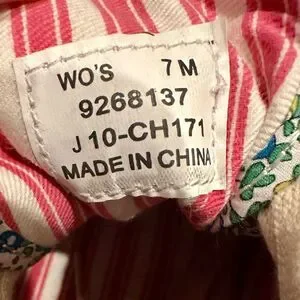 WO'S 7 M
9268137
J 10-CH171
MADE IN CHINA